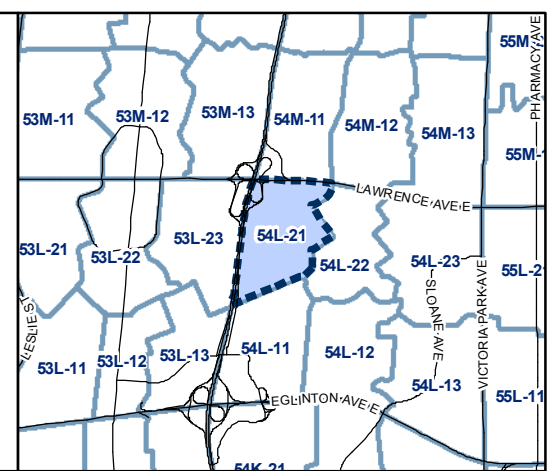 55M-
PHARMACY AVE
53M-11
53M-12
53M-13
54M-11
54M-12
54M-13
55M-
LAWRENCE AVE E
53L-21
53L-22
53L-23
54L-21
54L-22
54L-23
55L-2
LESLIE ST
SLOANE AVE
VICTORIA PARK AVE
53L-11
53L-12
53L-13
54L-11
54L-12
54L-13
55L-11
EGLINTON AVE E
54K-21